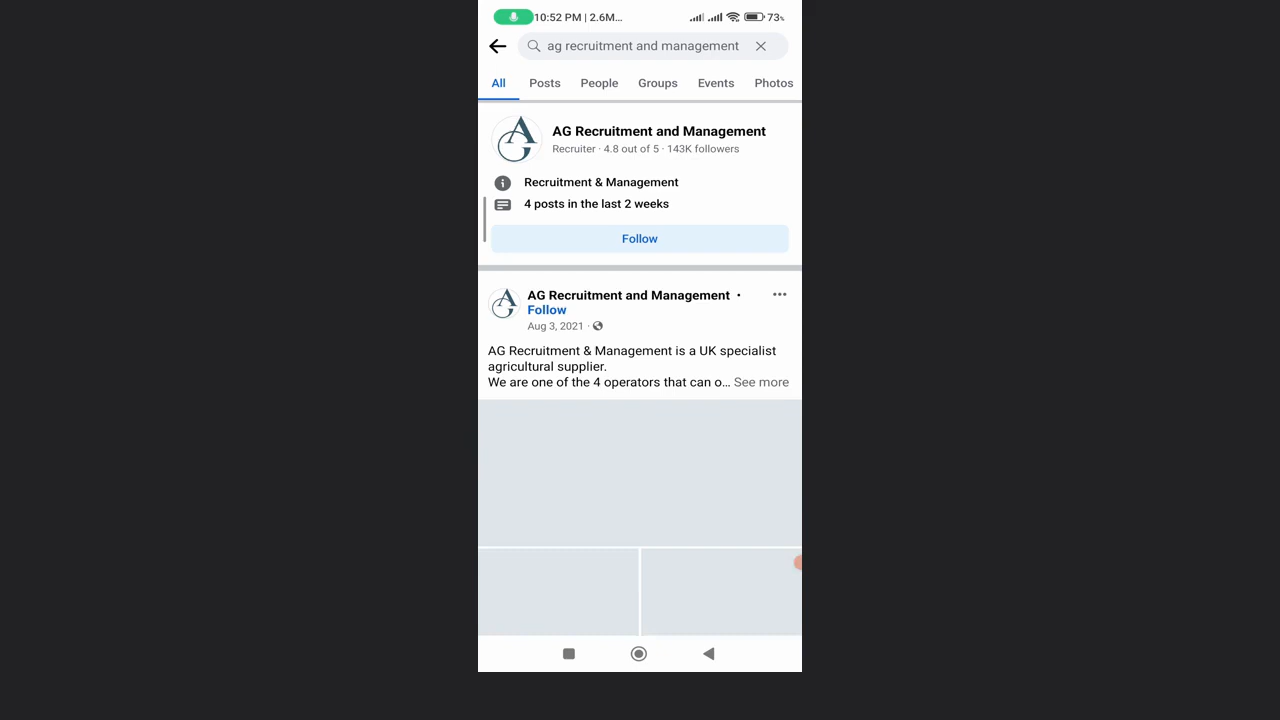 10:52 PM | 2.6M... 73%
ag recruitment and management
All Posts People Groups Events Photos
AG Recruitment and Management
Recruiter · 4.8 out of 5 · 143K followers
Recruitment & Management
4 posts in the last 2 weeks
Follow
AG Recruitment and Management ·
Follow
Aug 3, 2021 ·
AG Recruitment & Management is a UK specialist
agricultural supplier.
We are one of the 4 operators that can o... See more